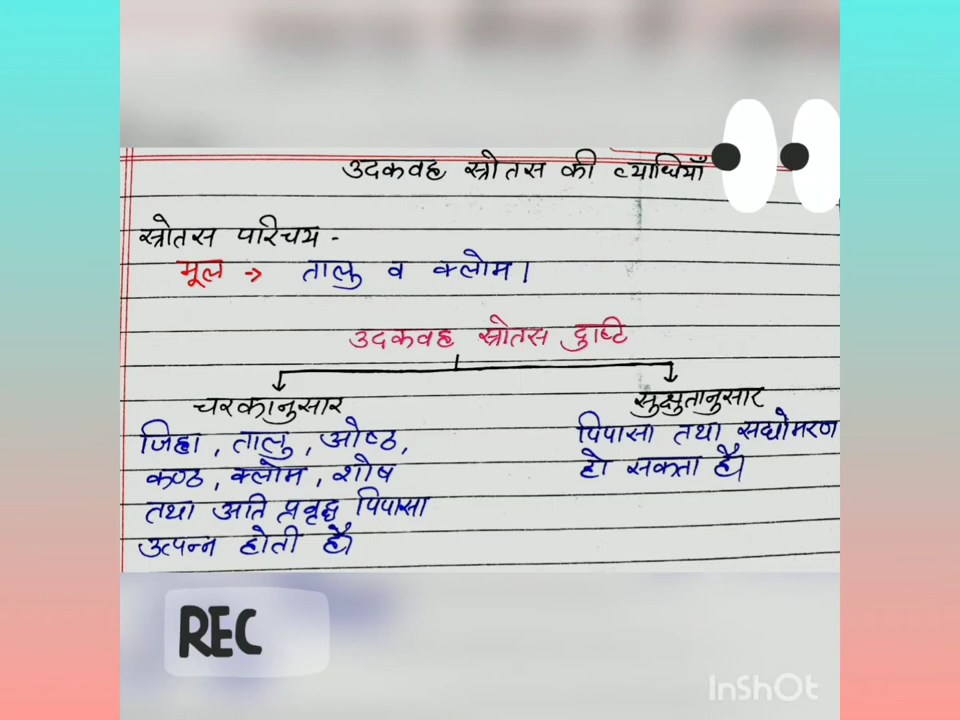 उदकवह स्त्रोतस की व्याधियाँ
स्त्रोतस परिचय -
मूल -> तालु व क्लोम।
उदकवह स्त्रोतस दुष्टि
चरकानुसार
सुश्रुतानुसार
जिह्वा, तालु, ओष्ठ,
कण्ठ, क्लोम, शोष
तथा अति प्रवृद्ध पिपासा
उत्पन्न होती है।
पिपासा तथा सद्योमरण
हो सकता है।
REC
InShOt